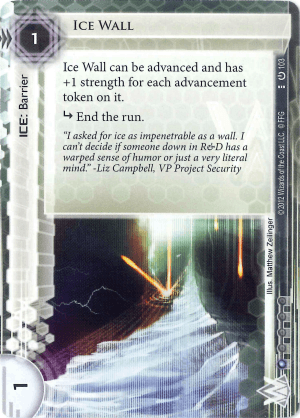 1
ICE WALL
ICE: Barrier
Ice Wall can be advanced and has
+1 strength for each advancement
token on it.
↳ End the run.
"I asked for ice as impenetrable as a wall. I
can't decide if someone down in R&D has a
warped sense of humor or just a very literal
mind." -Liz Campbell, VP Project Security
103
© 2012 Wizards of the Coast LLC. © FFG
Illus. Matthew Zeilinger
1